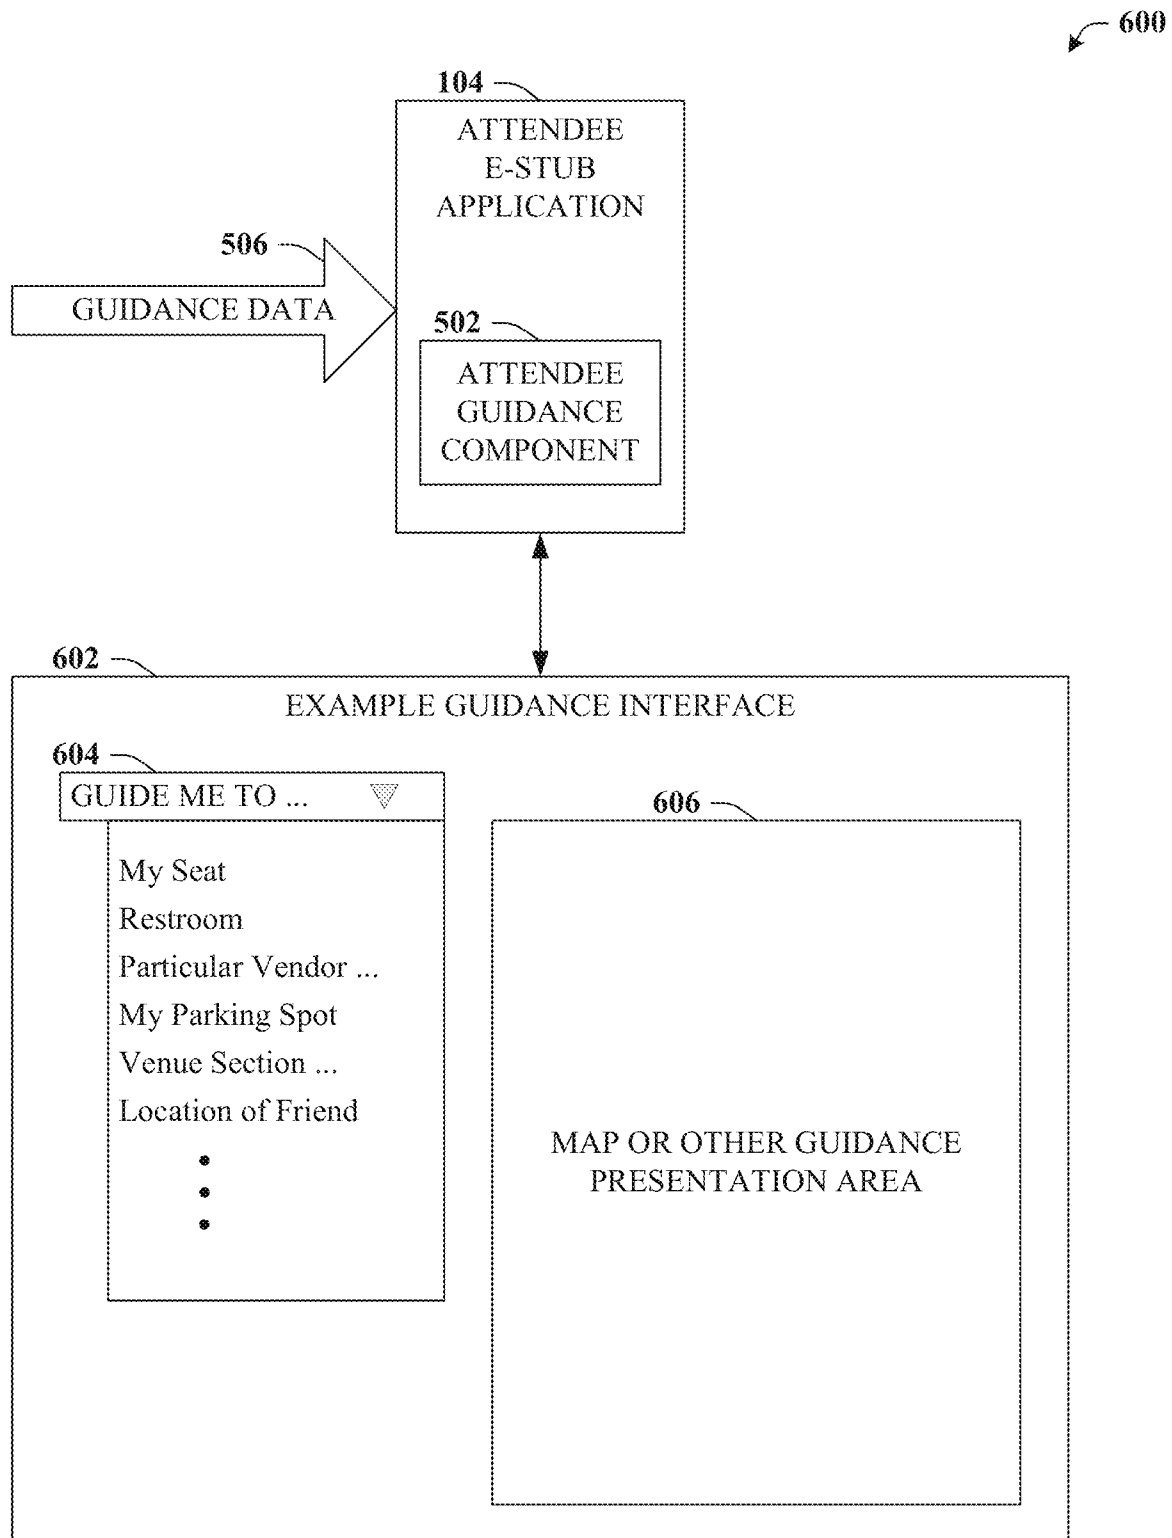 600
104
ATTENDEE
E-STUB
APPLICATION
506
GUIDANCE DATA
502
ATTENDEE
GUIDANCE
COMPONENT
602
EXAMPLE GUIDANCE INTERFACE
604
GUIDE ME TO ...
606
My Seat
Restroom
Particular Vendor ...
My Parking Spot
Venue Section ...
Location of Friend
MAP OR OTHER GUIDANCE
PRESENTATION AREA